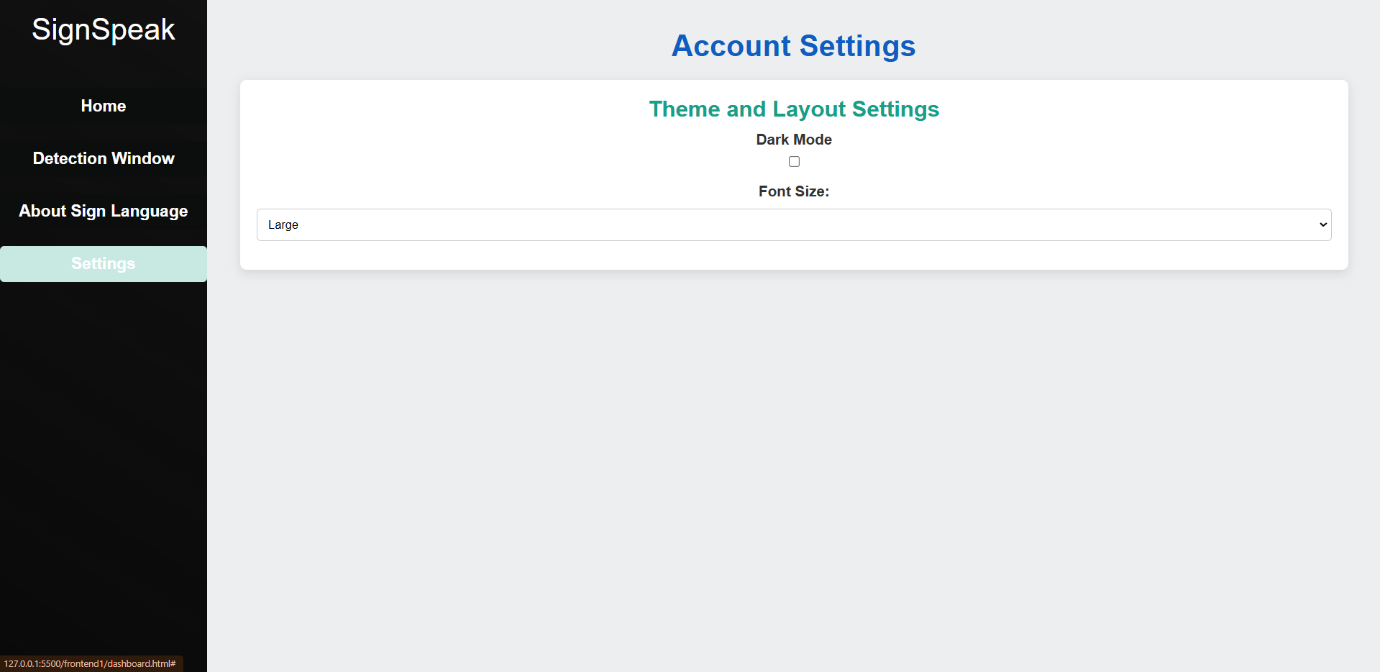 SignSpeak
Home
Detection Window
About Sign Language
Settings
Account Settings
Theme and Layout Settings
Dark Mode
Font Size:
Large
127.0.0.1:5500/frontend1/dashboard.html#